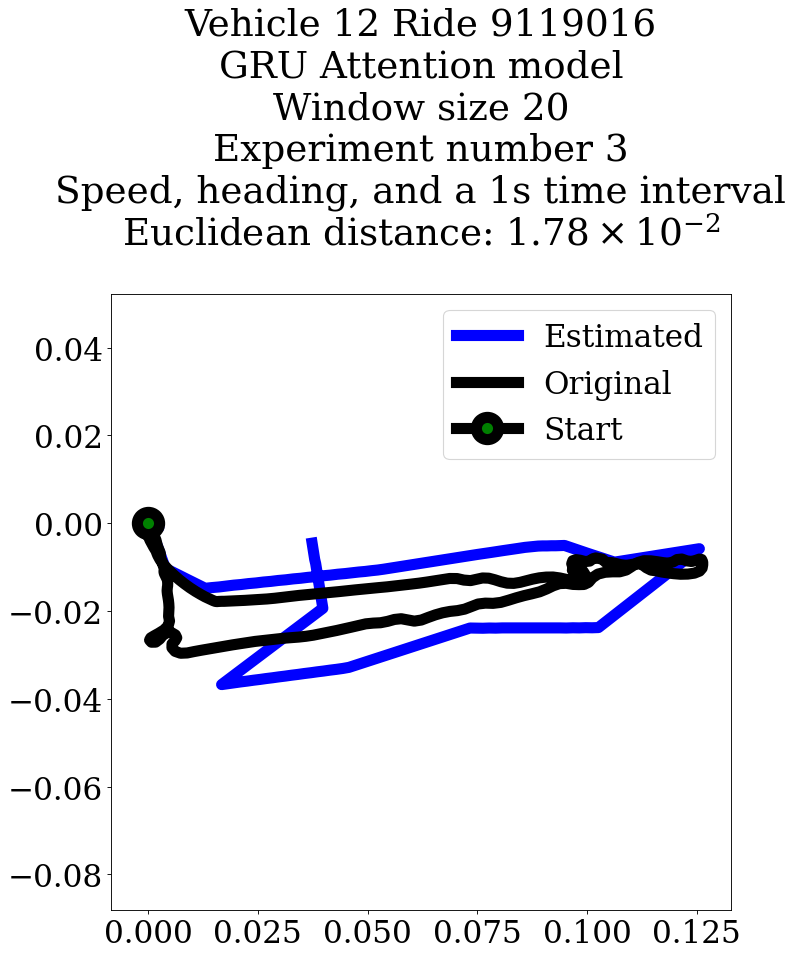 Vehicle 12 Ride 9119016
GRU Attention model
Window size 20
Experiment number 3
Speed, heading, and a 1s time interval
Euclidean distance: 1.78 × 10⁻²
Estimated
Original
Start
0.04
0.02
0.00
−0.02
−0.04
−0.06
−0.08
0.000 0.025 0.050 0.075 0.100 0.125